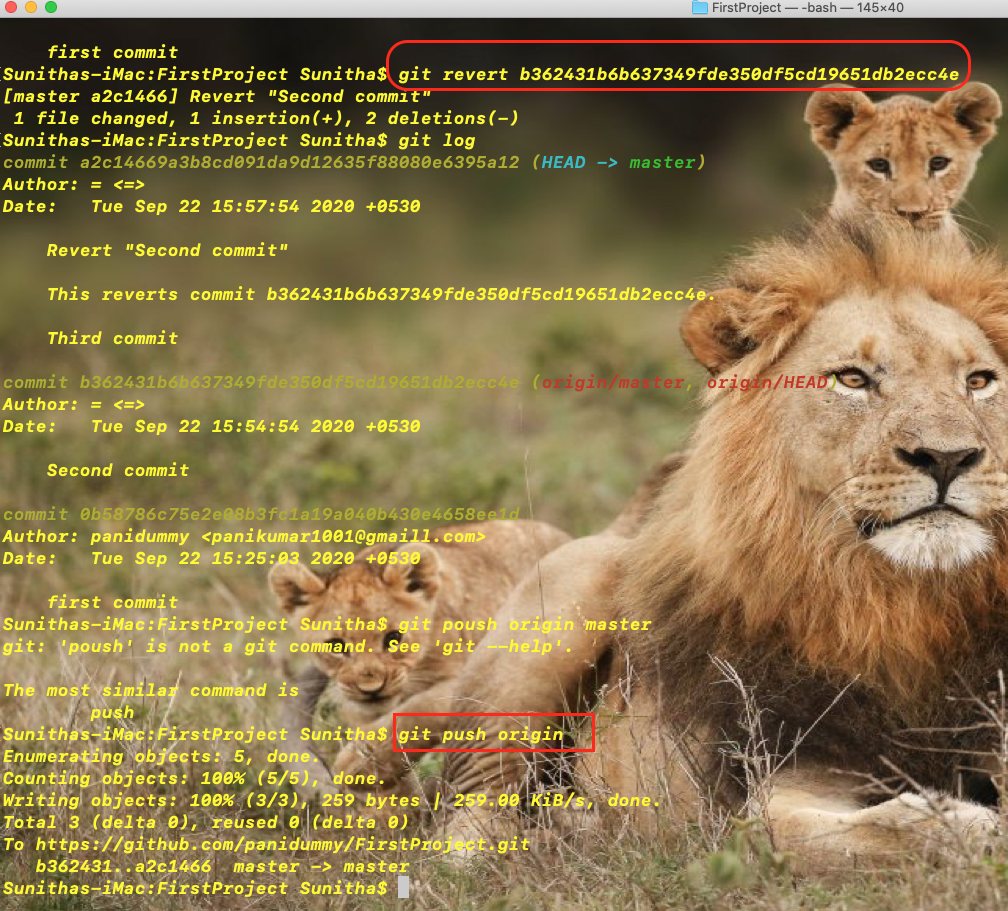 FirstProject — -bash — 145×40
first commit
(Sunithas-iMac:FirstProject Sunitha$ git revert b362431b6b637349fde350df5cd19651db2ecc4e
[master a2c1466] Revert "Second commit"
1 file changed, 1 insertion(+), 2 deletions(-)
(Sunithas-iMac:FirstProject Sunitha$ git log
commit a2c14669a3b8cd091da9d12635f88080e6395a12 (HEAD -> master)
Author: = <=>
Date:   Tue Sep 22 15:57:54 2020 +0530
Revert "Second commit"
This reverts commit b362431b6b637349fde350df5cd19651db2ecc4e.
Third commit
commit b362431b6b637349fde350df5cd19651db2ecc4e (origin/master, origin/HEAD)
Author: = <=>
Date:   Tue Sep 22 15:54:54 2020 +0530
Second commit
commit 0b58786c75e2e08b3fc1a19a040b430e4658ee1d
Author: panidummy <panikumar1001@gmaill.com>
Date:   Tue Sep 22 15:25:03 2020 +0530
first commit
Sunithas-iMac:FirstProject Sunitha$ git poush origin master
git: 'poush' is not a git command. See 'git --help'.
The most similar command is
push
Sunithas-iMac:FirstProject Sunitha$ git push origin
Enumerating objects: 5, done.
Counting objects: 100% (5/5), done.
Writing objects: 100% (3/3), 259 bytes | 259.00 KiB/s, done.
Total 3 (delta 0), reused 0 (delta 0)
To https://github.com/panidummy/FirstProject.git
b362431..a2c1466  master -> master
Sunithas-iMac:FirstProject Sunitha$